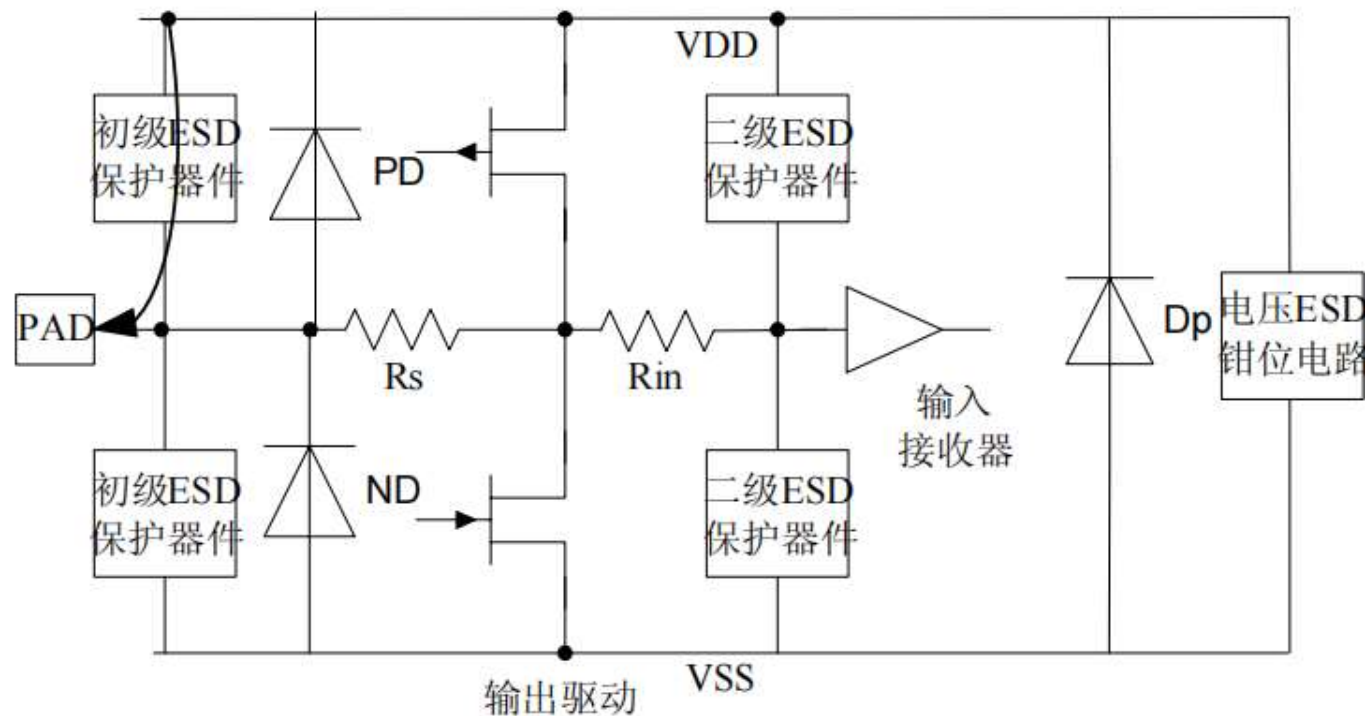 VDD
初级ESD
保护器件
PD
二级ESD
保护器件
PAD
Rs
Rin
输入
接收器
Dp
电压ESD
钳位电路
初级ESD
保护器件
ND
二级ESD
保护器件
VSS
输出驱动